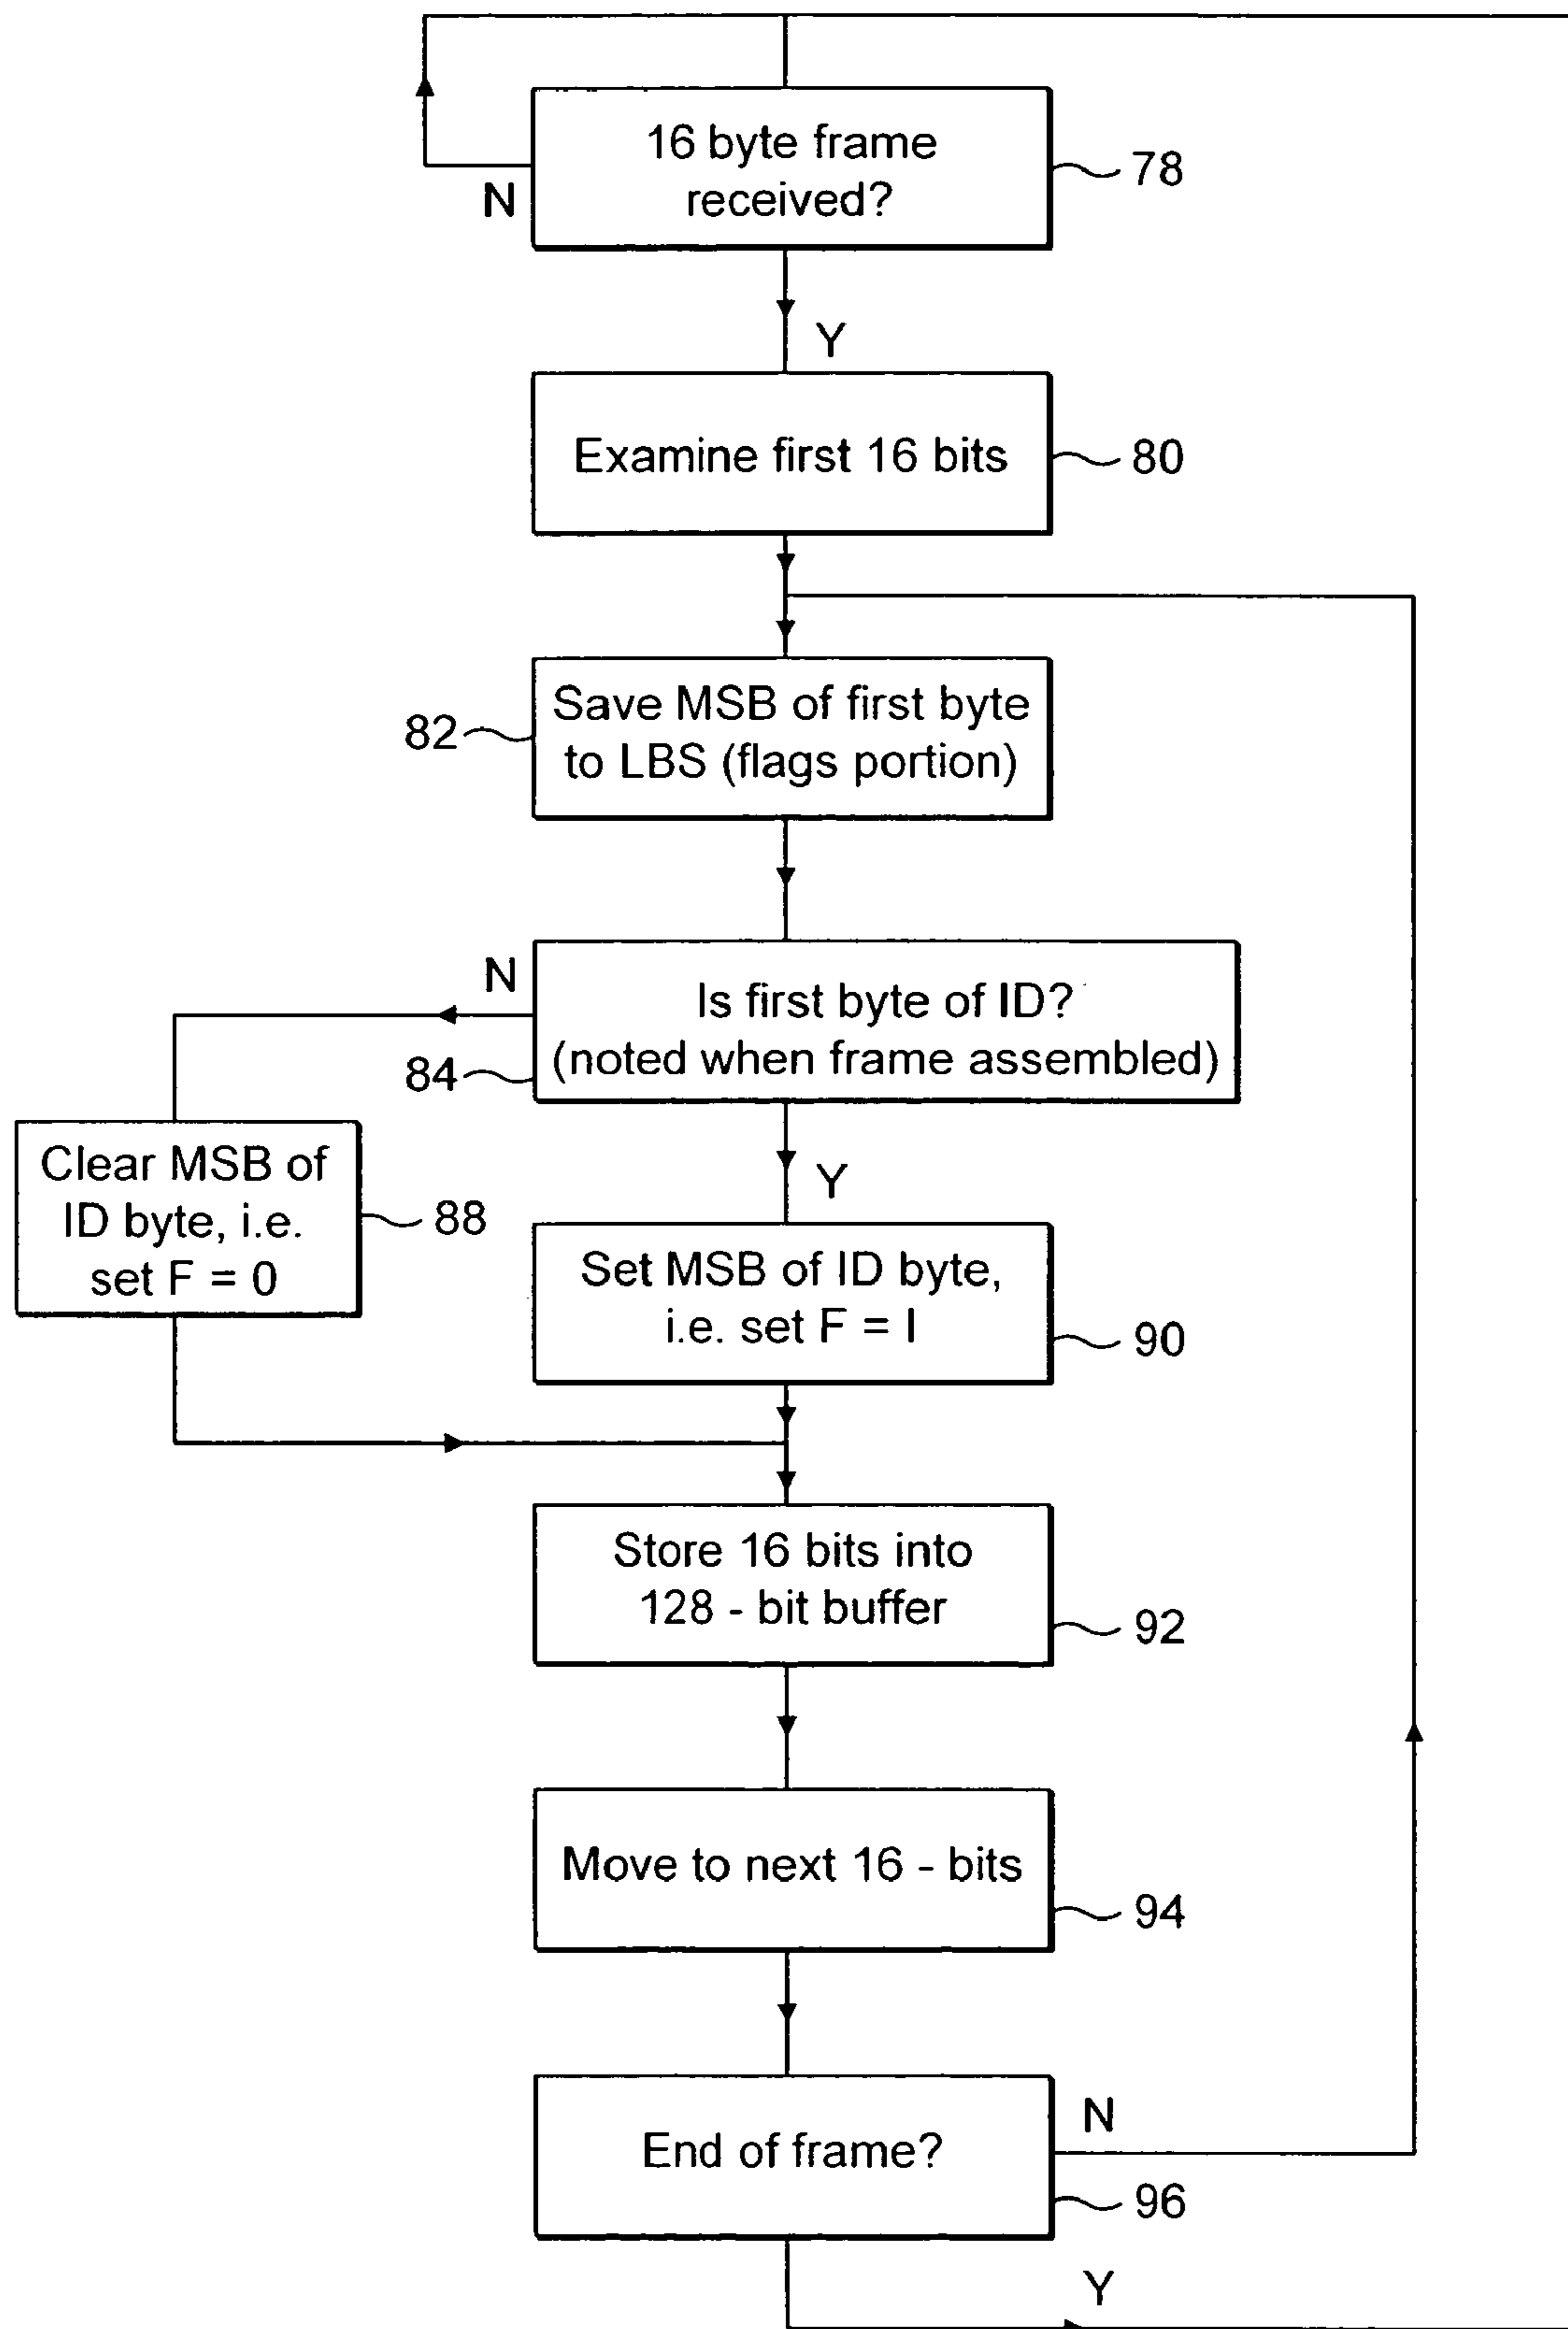 16 byte frame
received?
78
N
Y
Examine first 16 bits
80
Save MSB of first byte
to LBS (flags portion)
82
N
Is first byte of ID?
(noted when frame assembled)
84
Clear MSB of
ID byte, i.e.
set F = 0
88
Y
Set MSB of ID byte,
i.e. set F = I
90
Store 16 bits into
128 - bit buffer
92
Move to next 16 - bits
94
End of frame?
N
96
Y